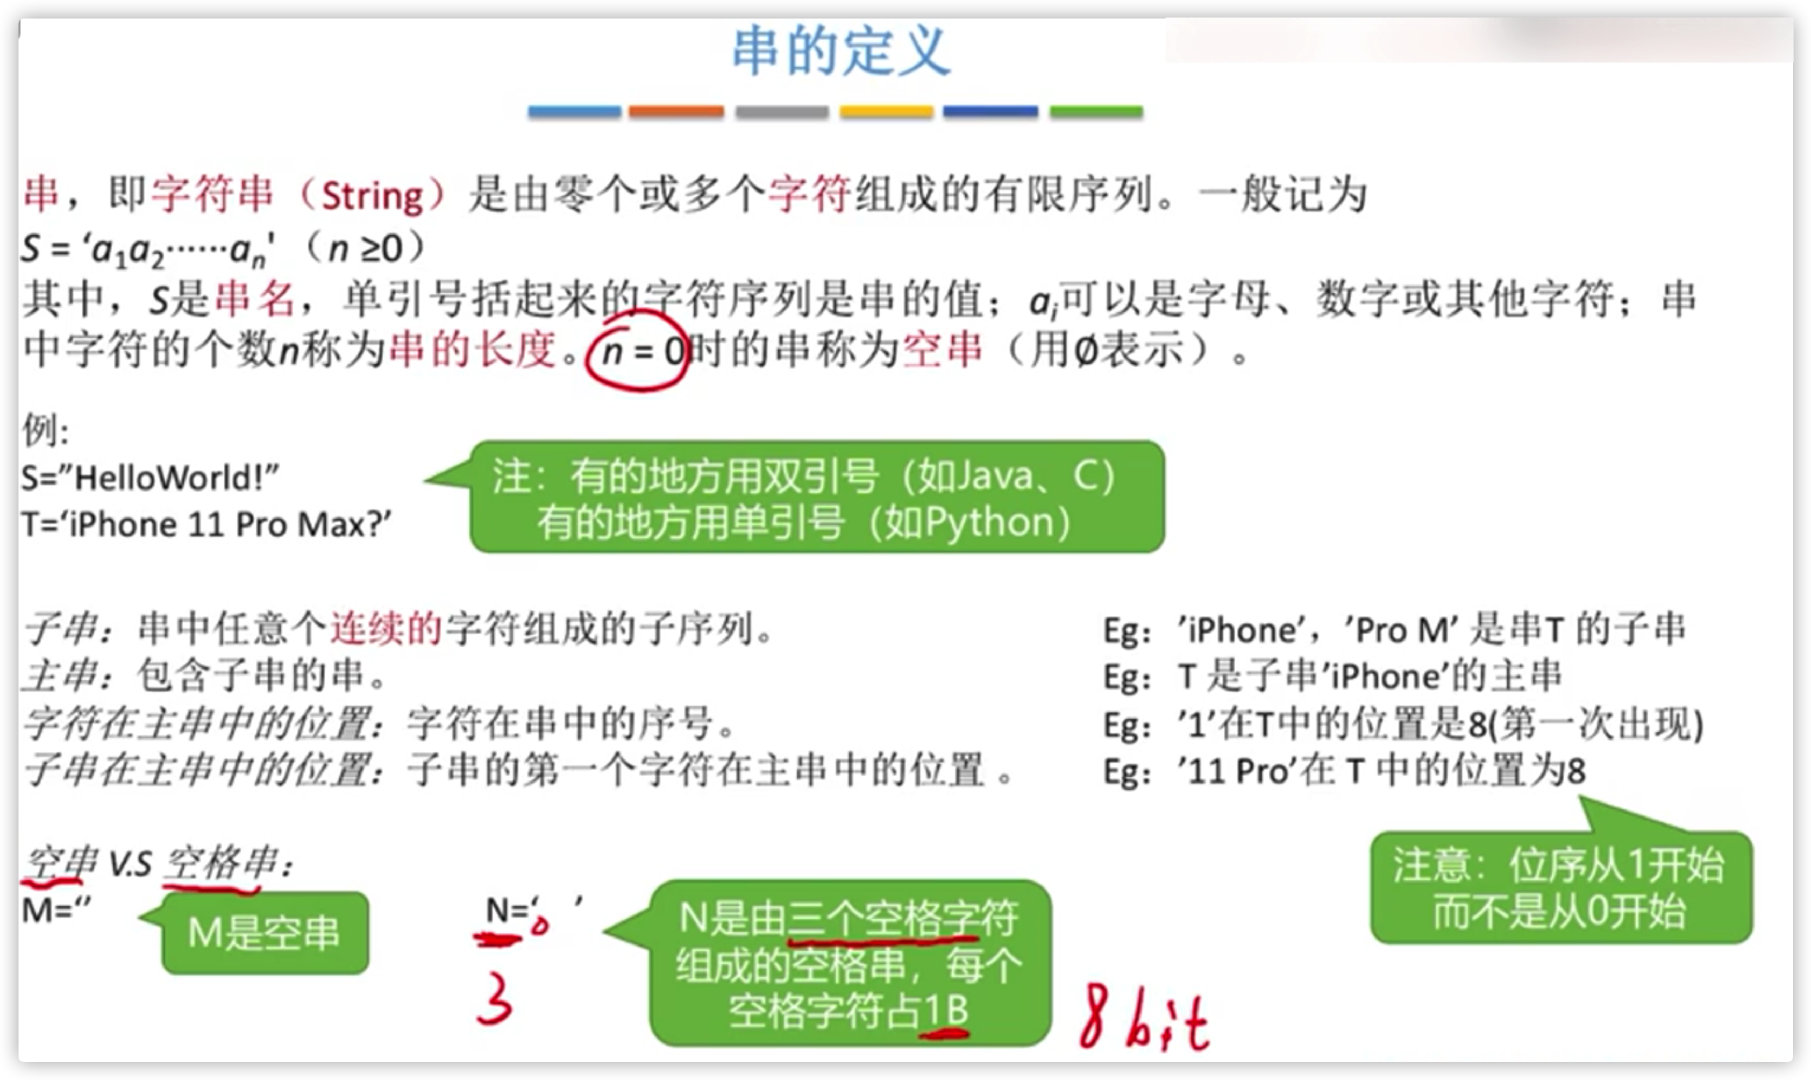 串的定义
串，即字符串（String）是由零个或多个字符组成的有限序列。一般记为
S = ‘a₁a₂······aₙ' （n ≥0）
其中，S是串名，单引号括起来的字符序列是串的值；aᵢ可以是字母、数字或其他字符；串
中字符的个数n称为串的长度。n = 0时的串称为空串（用∅表示）。
例:
S=”HelloWorld!”
T=‘iPhone 11 Pro Max?’
注：有的地方用双引号（如Java、C）
有的地方用单引号（如Python）
子串：串中任意个连续的字符组成的子序列。
Eg：’iPhone’，’Pro M’ 是串T 的子串
主串：包含子串的串。
Eg：T 是子串’iPhone’的主串
字符在主串中的位置：字符在串中的序号。
Eg：’1’在T中的位置是8(第一次出现)
子串在主串中的位置：子串的第一个字符在主串中的位置 。
Eg：’11 Pro’在 T 中的位置为8
注意：位序从1开始
而不是从0开始
空串 V.S 空格串：
M=‘’
M是空串
N=‘   ’
3
N是由三个空格字符
组成的空格串，每个
空格字符占1B
8bit